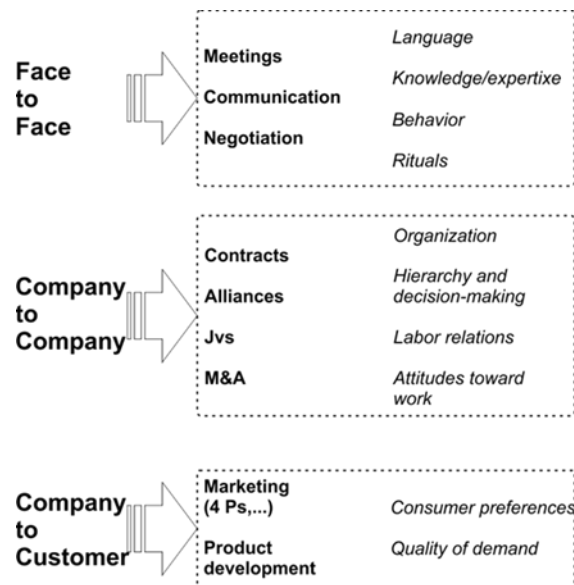 Face
to
Face
Meetings
Communication
Negotiation
Language
Knowledge/expertixe
Behavior
Rituals
Company
to
Company
Contracts
Alliances
Jvs
M&A
Organization
Hierarchy and
decision-making
Labor relations
Attitudes toward
work
Company
to
Customer
Marketing
(4 Ps,...)
Product
development
Consumer preferences
Quality of demand